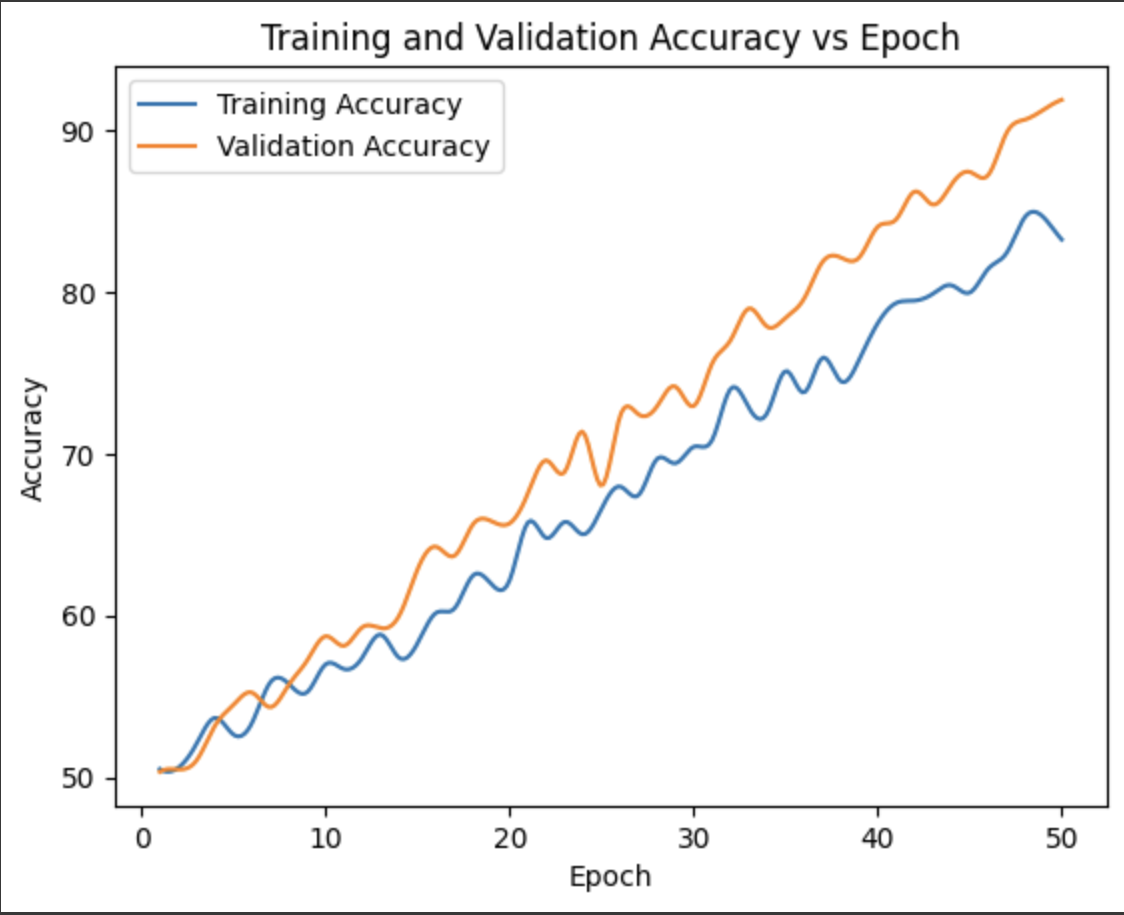 Training and Validation Accuracy vs Epoch
Training Accuracy
Validation Accuracy
90
80
70
60
50
Accuracy
0 10 20 30 40 50
Epoch